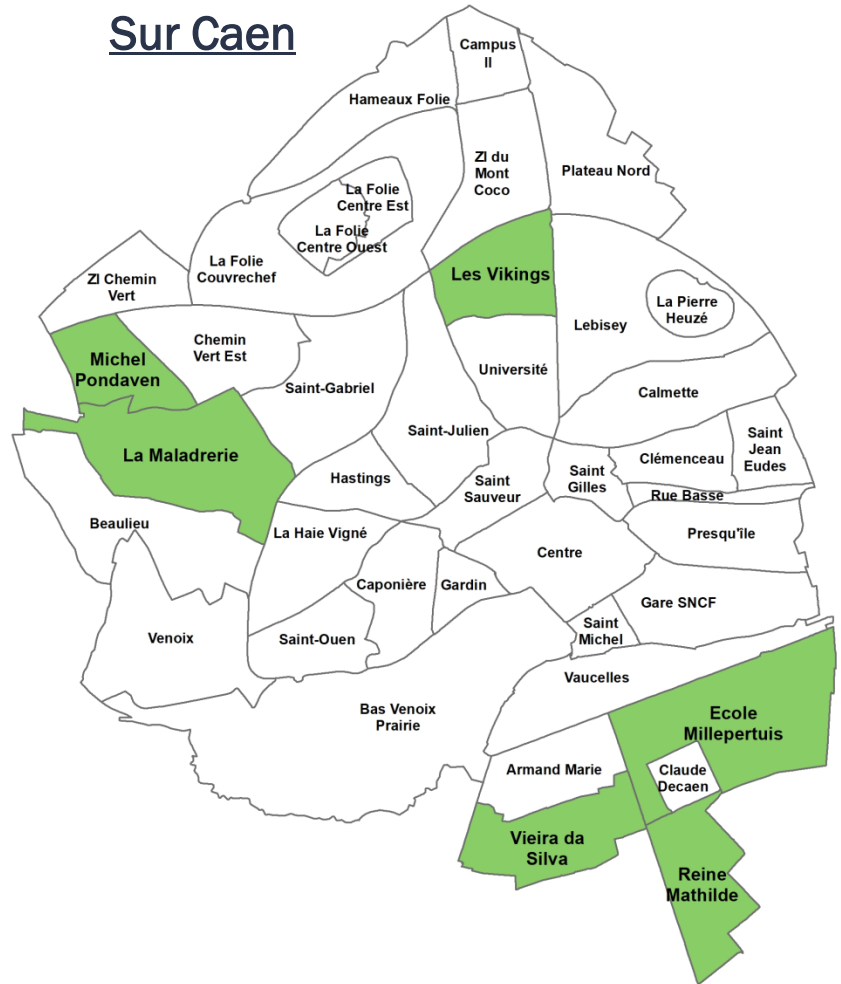 Sur Caen
Campus
II
Hameaux Folie
ZI du
Mont
Coco
Plateau Nord
La Folie
Centre Est
La Folie
Centre Ouest
La Folie
Couvrechef
ZI Chemin
Vert
Les Vikings
La Pierre
Heuzé
Lebisey
Chemin
Vert Est
Michel
Pondaven
Université
Saint-Gabriel
Calmette
Saint-Julien
La Maladrerie
Saint
Jean
Eudes
Clémenceau
Hastings
Saint
Sauveur
Saint
Gilles
Rue Basse
Beaulieu
La Haie Vigné
Presqu'île
Centre
Caponière
Gardin
Gare SNCF
Venoix
Saint-Ouen
Saint
Michel
Vaucelles
Bas Venoix
Prairie
Ecole
Millepertuis
Armand Marie
Claude
Decaen
Vieira da
Silva
Reine
Mathilde